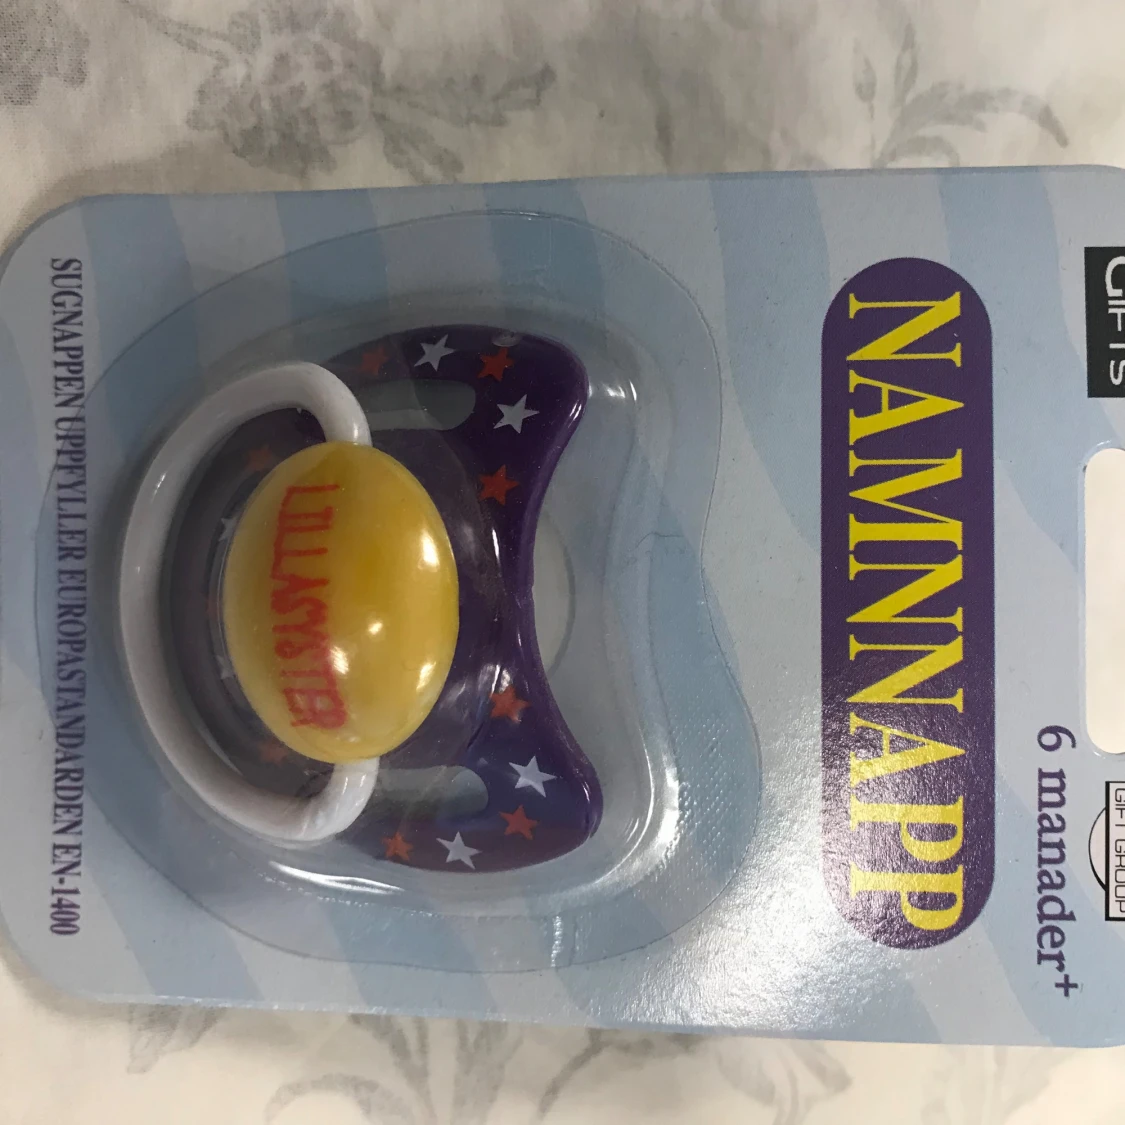 GIFTS
GIFT GROUP
6 manader+
NAMNNAPP
LILLASYSTER
SUGNAPPEN UPPFYLLER EUROPASTANDARDEN EN-1400